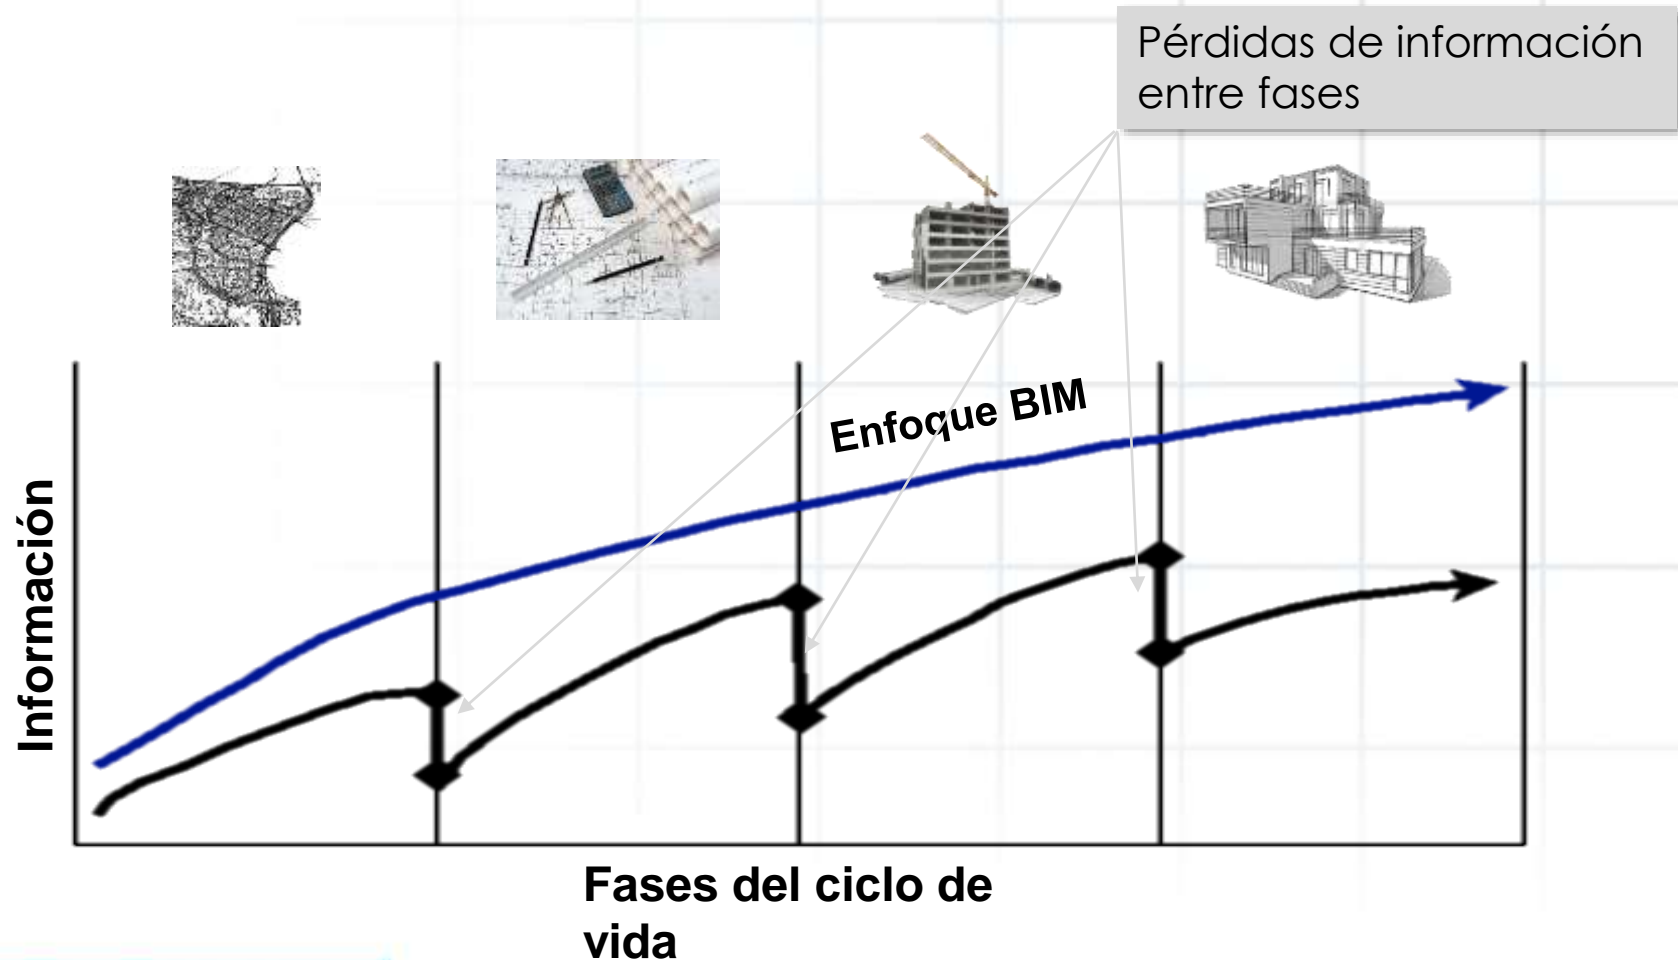 Pérdidas de información
entre fases
Enfoque BIM
Información
Fases del ciclo de
vida